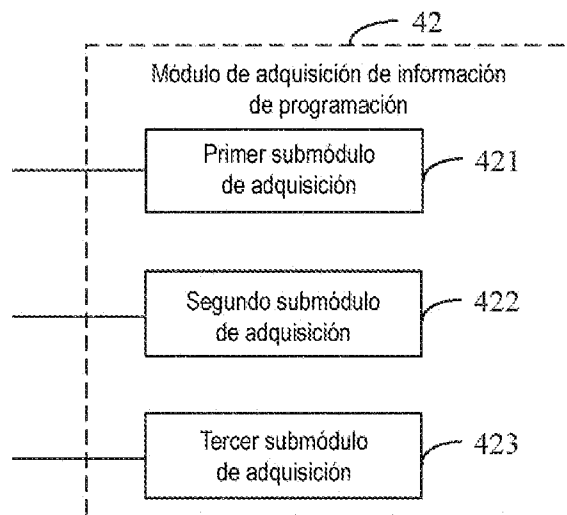 42
Módulo de adquisición de información
de programación
Primer submódulo
de adquisición
421
Segundo submódulo
de adquisición
422
Tercer submódulo
de adquisición
423